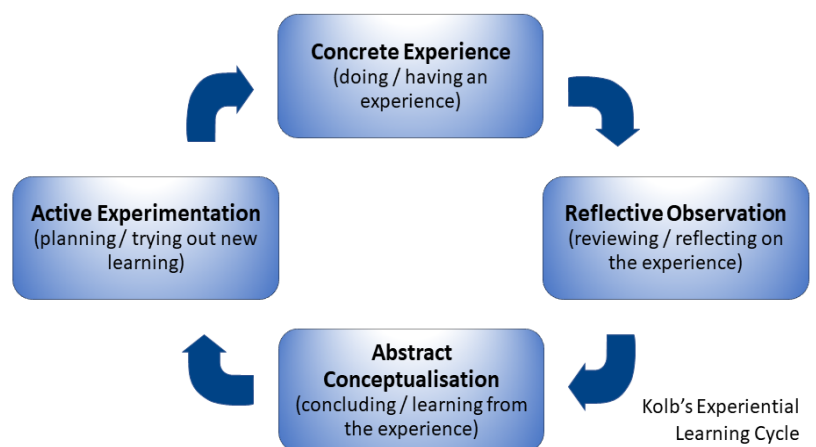 Concrete Experience
(doing / having an
experience)
Active Experimentation
(planning / trying out new
learning)
Reflective Observation
(reviewing / reflecting on
the experience)
Abstract
Conceptualisation
(concluding / learning from
the experience)
Kolb's Experiential
Learning Cycle